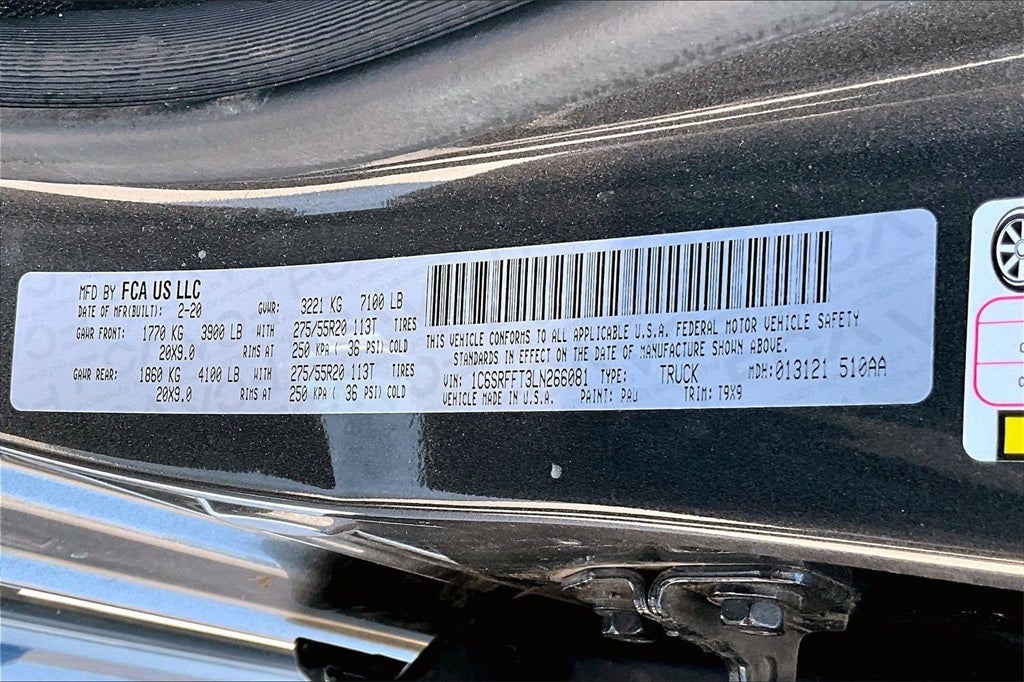 MFD BY FCA US LLC
DATE OF MFR(BUILT): 2-20 GVWR: 3221 KG 7100 LB
GAWR FRONT: 1770 KG 3900 LB WITH 275/55R20 113T TIRES
20X9.0 RIMS AT 250 KPA ( 36 PSI) COLD
GAWR REAR: 1860 KG 4100 LB WITH 275/55R20 113T TIRES
20X9.0 RIMS AT 250 KPA ( 36 PSI) COLD
THIS VEHICLE CONFORMS TO ALL APPLICABLE U.S.A. FEDERAL MOTOR VEHICLE SAFETY
STANDARDS IN EFFECT ON THE DATE OF MANUFACTURE SHOWN ABOVE.
VIN: 1C6SRFFT3LN266081 TYPE: TRUCK MDH: 013121 510AA
VEHICLE MADE IN U.S.A. PAINT: PAU TRIM: T9X9